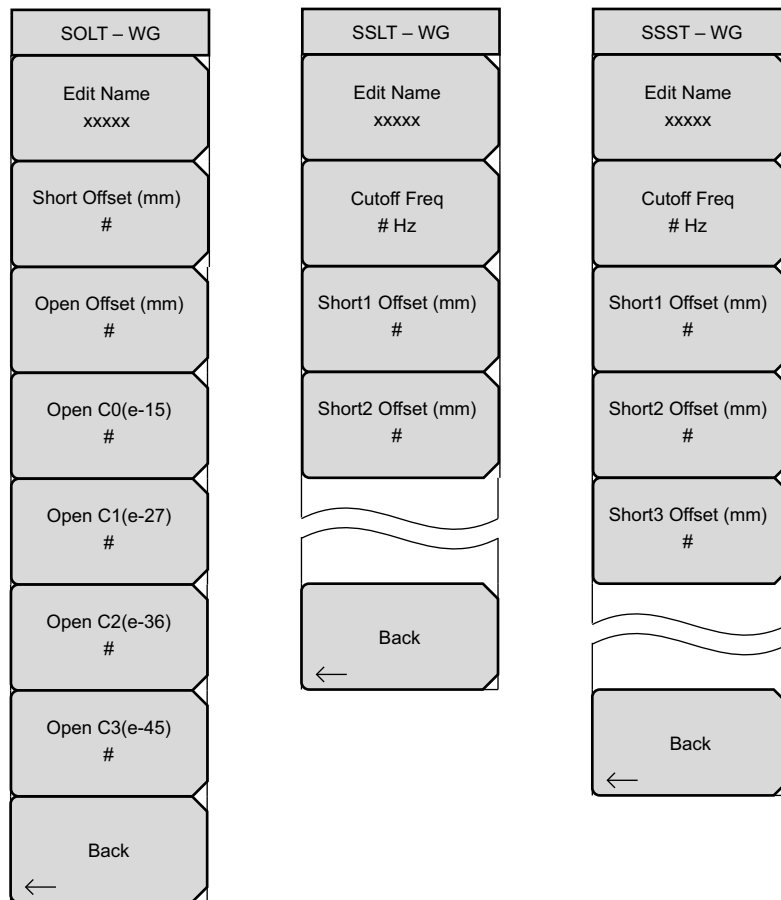 SOLT – WG
Edit Name
xxxxx
Short Offset (mm)
#
Open Offset (mm)
#
Open C0(e-15)
#
Open C1(e-27)
#
Open C2(e-36)
#
Open C3(e-45)
#
Back
SSLT – WG
Edit Name
xxxxx
Cutoff Freq
# Hz
Short1 Offset (mm)
#
Short2 Offset (mm)
#
Back
SSST – WG
Edit Name
xxxxx
Cutoff Freq
# Hz
Short1 Offset (mm)
#
Short2 Offset (mm)
#
Short3 Offset (mm)
#
Back